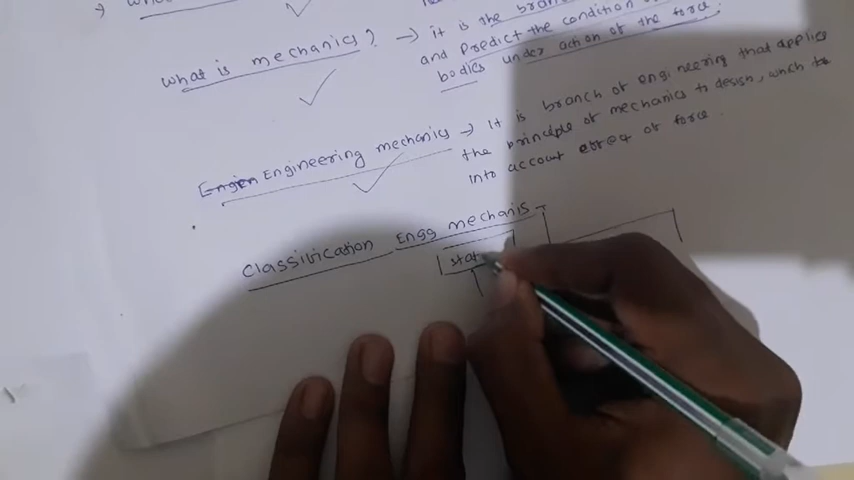 what is mechanics? → it is the bran
and predict the condition
bodies under action of the force
Engineering mechanics → It is branch of engineering that applies
the principle of mechanics to design, which
into account effect of force.
Classification Engg mechanis
stat